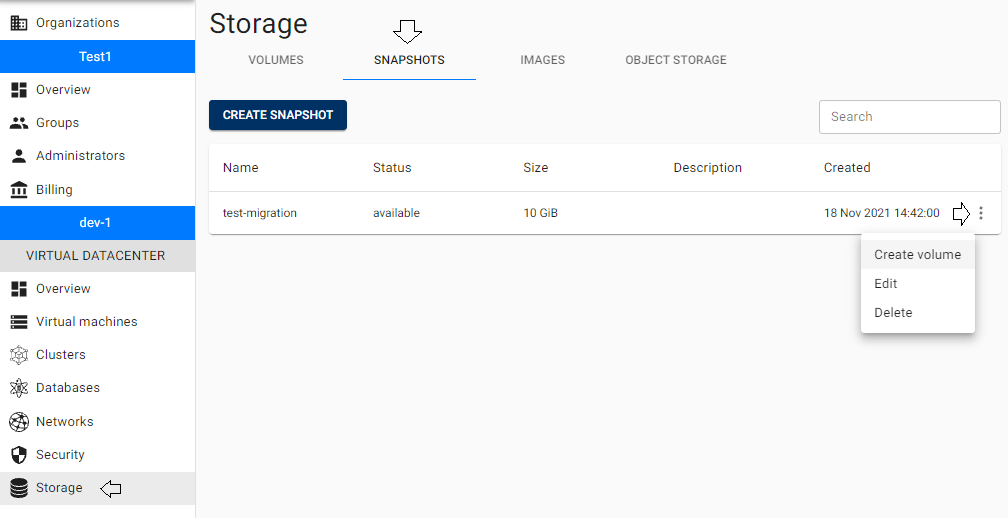 Organizations
Test1
Overview
Groups
Administrators
Billing
dev-1
VIRTUAL DATACENTER
Overview
Virtual machines
Clusters
Databases
Networks
Security
Storage
Storage
VOLUMES SNAPSHOTS IMAGES OBJECT STORAGE
CREATE SNAPSHOT Search
Name Status Size Description Created
test-migration available 10 GiB 18 Nov 2021 14:42:00
Create volume
Edit
Delete